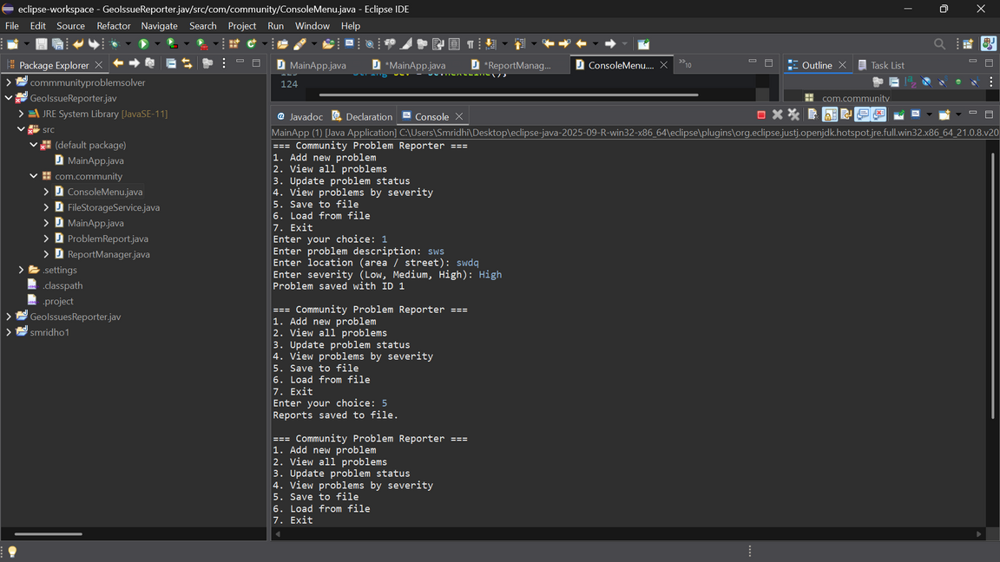 eclipse-workspace - GeoIssueReporter.jav/src/com/community/ConsoleMenu.java - Eclipse IDE
File Edit Source Refactor Navigate Search Project Run Window Help
Package Explorer
commmunityproblemsolver
GeoIssueReporter.jav
JRE System Library [JavaSE-11]
src
(default package)
MainApp.java
com.community
ConsoleMenu.java
FileStorageService.java
MainApp.java
ProblemReport.java
ReportManager.java
.settings
.classpath
.project
GeoIssuesReporter.jav
smridho1
MainApp.java *MainApp.java *ReportManag... ConsoleMenu.... »10
124
Outline Task List
com.community
Javadoc Declaration Console
MainApp (1) [Java Application] C:\Users\Smridhi\Desktop\eclipse-java-2025-09-R-win32-x86_64\eclipse\plugins\org.eclipse.justj.openjdk.hotspot.jre.full.win32.x86_64_21.0.8.v20
=== Community Problem Reporter ===
1. Add new problem
2. View all problems
3. Update problem status
4. View problems by severity
5. Save to file
6. Load from file
7. Exit
Enter your choice: 1
Enter problem description: sws
Enter location (area / street): swdq
Enter severity (Low, Medium, High): High
Problem saved with ID 1
=== Community Problem Reporter ===
1. Add new problem
2. View all problems
3. Update problem status
4. View problems by severity
5. Save to file
6. Load from file
7. Exit
Enter your choice: 5
Reports saved to file.
=== Community Problem Reporter ===
1. Add new problem
2. View all problems
3. Update problem status
4. View problems by severity
5. Save to file
6. Load from file
7. Exit